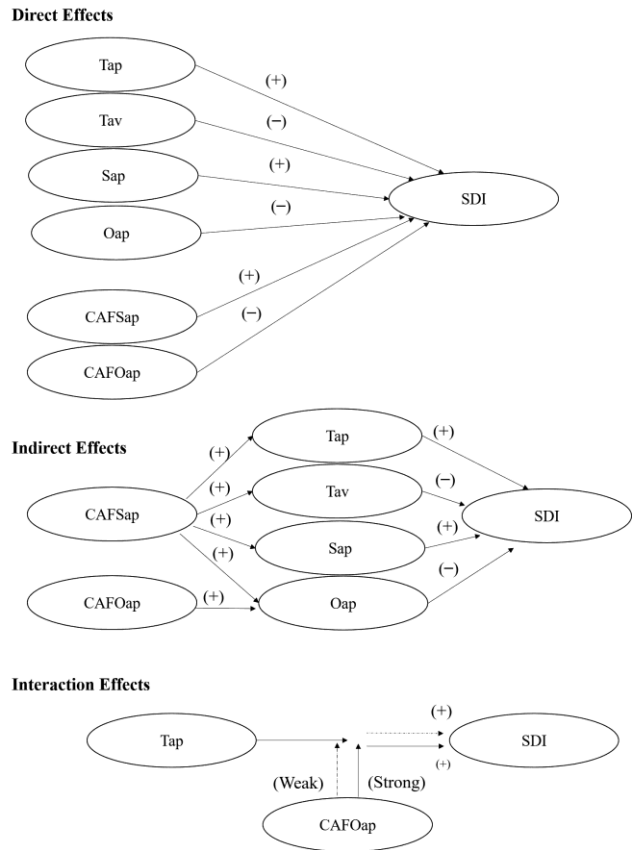 Direct Effects
Tap
(+)
Tav
(−)
Sap
(+)
SDI
Oap
(−)
(+)
CAFSap
(−)
CAFOap
Indirect Effects
Tap
(+)
(+)
Tav
(−)
(+)
CAFSap
(+)
SDI
Sap
(+)
(+)
(−)
CAFOap
(+)
Oap
Interaction Effects
(+)
Tap
SDI
(+)
(Weak)
(Strong)
CAFOap